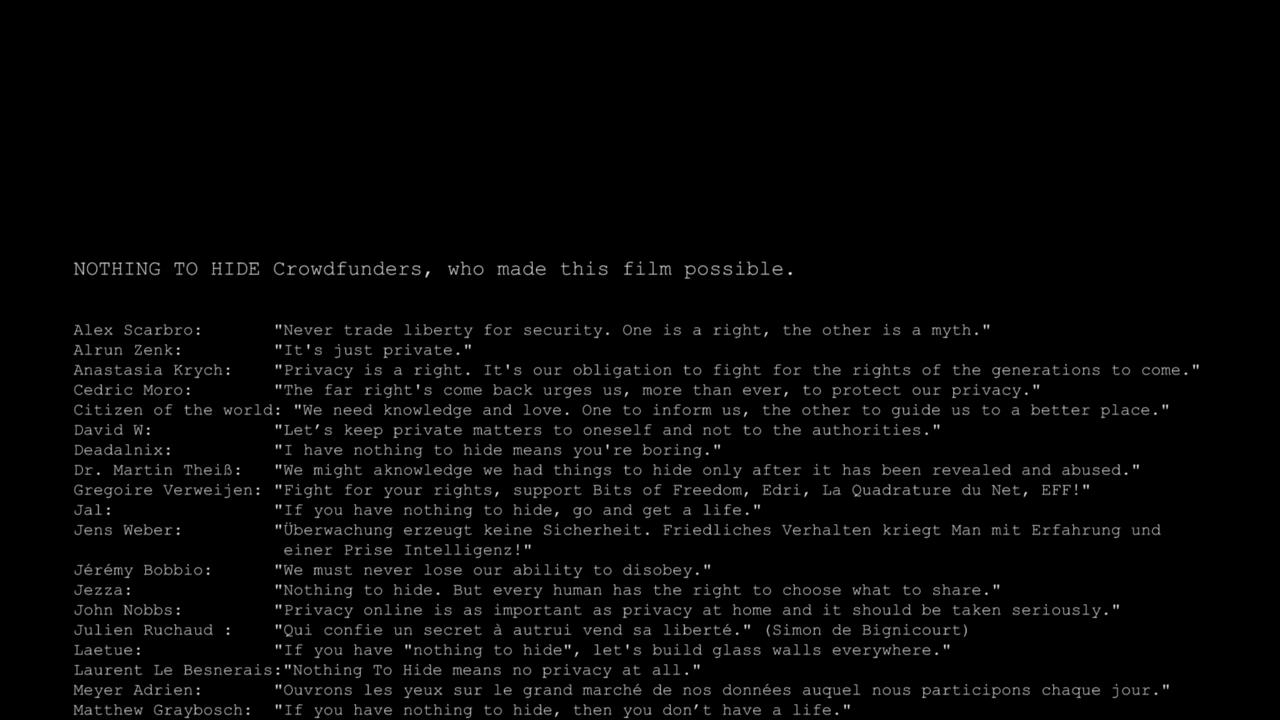 NOTHING TO HIDE Crowdfunders, who made this film possible.
Alex Scarbro: "Never trade liberty for security. One is a right, the other is a myth."
Alrun Zenk: "It's just private."
Anastasia Krych: "Privacy is a right. It's our obligation to fight for the rights of the generations to come."
Cedric Moro: "The far right's come back urges us, more than ever, to protect our privacy."
Citizen of the world: "We need knowledge and love. One to inform us, the other to guide us to a better place."
David W: "Let’s keep private matters to oneself and not to the authorities."
Deadalnix: "I have nothing to hide means you're boring."
Dr. Martin Theiß: "We might aknowledge we had things to hide only after it has been revealed and abused."
Gregoire Verweijen: "Fight for your rights, support Bits of Freedom, Edri, La Quadrature du Net, EFF!"
Jal: "If you have nothing to hide, go and get a life."
Jens Weber: "Überwachung erzeugt keine Sicherheit. Friedliches Verhalten kriegt Man mit Erfahrung und
einer Prise Intelligenz!"
Jérémy Bobbio: "We must never lose our ability to disobey."
Jezza: "Nothing to hide. But every human has the right to choose what to share."
John Nobbs: "Privacy online is as important as privacy at home and it should be taken seriously."
Julien Ruchaud : "Qui confie un secret à autrui vend sa liberté." (Simon de Bignicourt)
Laetue: "If you have "nothing to hide", let's build glass walls everywhere."
Laurent Le Besnerais:"Nothing To Hide means no privacy at all."
Meyer Adrien: "Ouvrons les yeux sur le grand marché de nos données auquel nous participons chaque jour."
Matthew Graybosch: "If you have nothing to hide, then you don’t have a life."